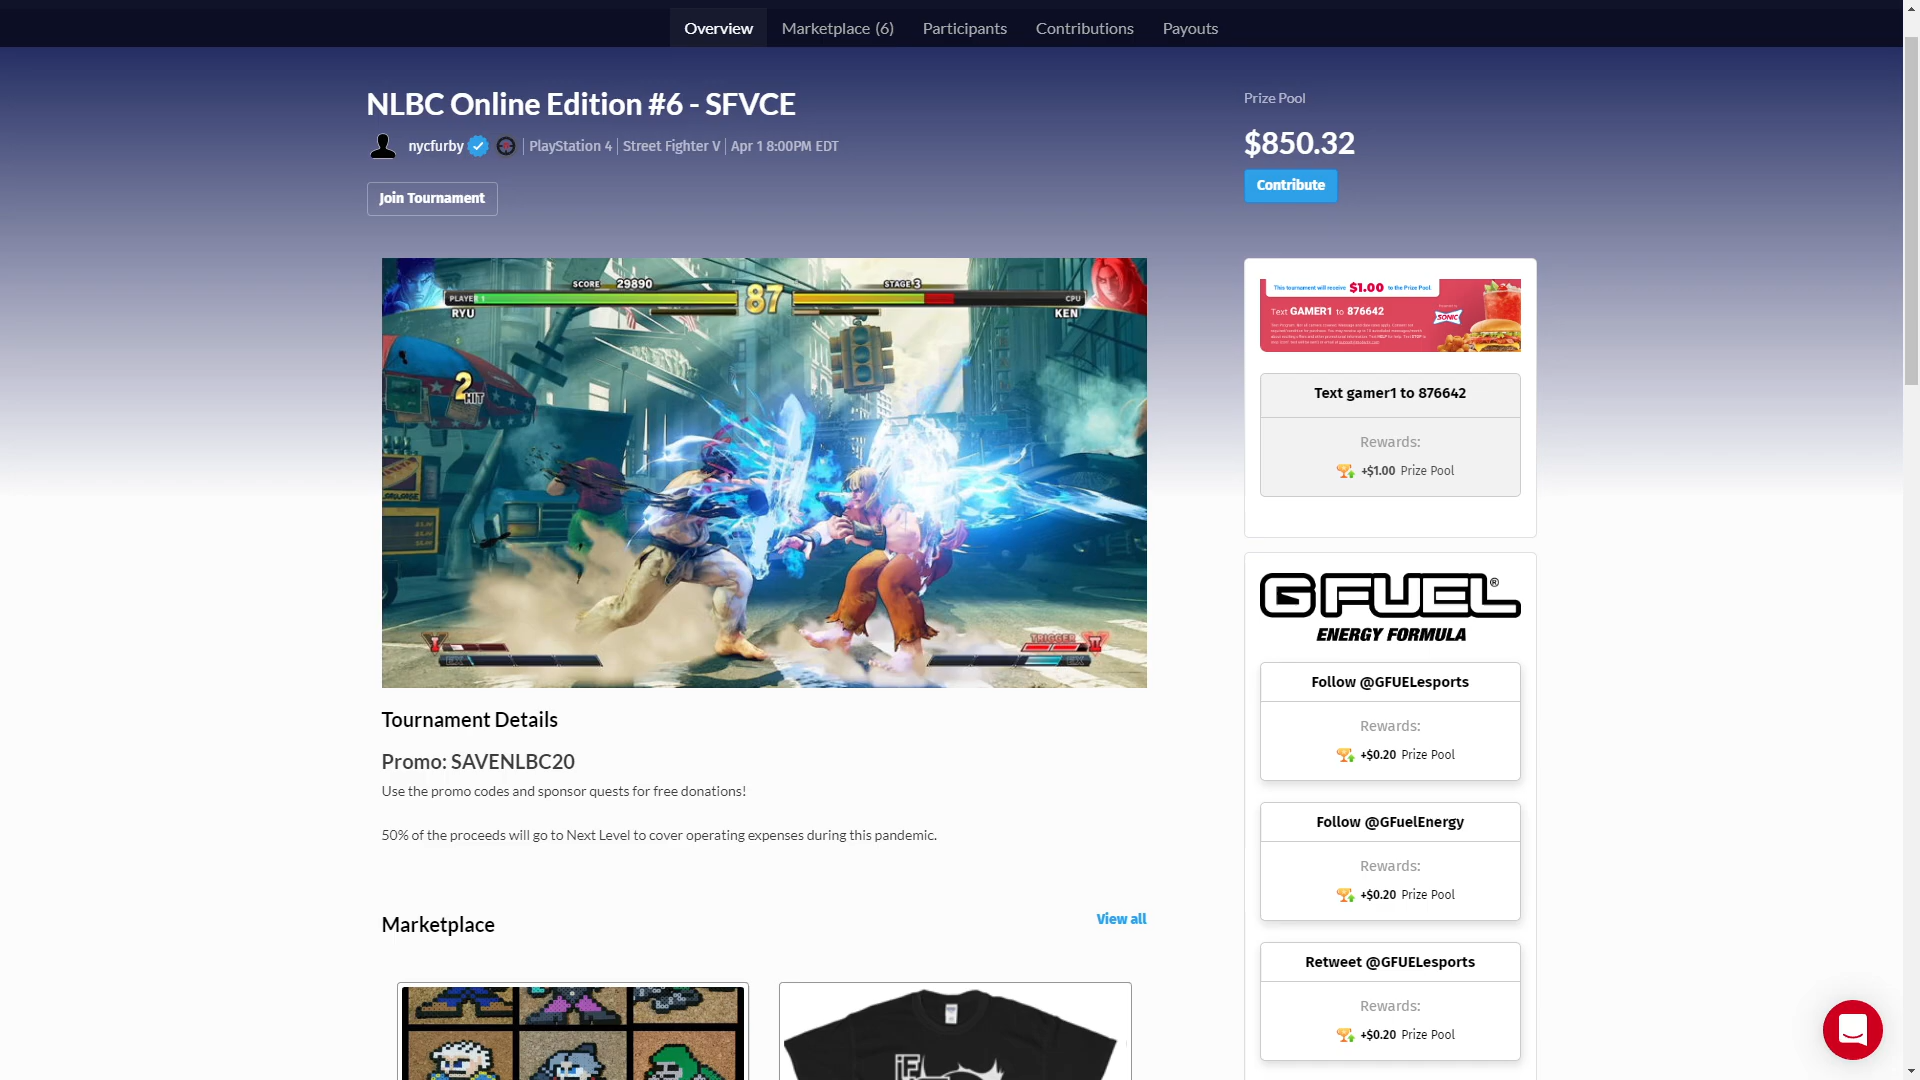 Overview
Marketplace (6)
Participants
Contributions
Payouts
NLBC Online Edition #6 - SFVCE
nycfurby
PlayStation 4
Street Fighter V
Apr 1 8:00PM EDT
Join Tournament
Prize Pool
$850.32
Contribute
SCORE 29890
STAGE 3
PLAYER 1
87
CPU
RYU
KEN
2
HIT
TRIGGER
EX
EX
This tournament will receive $1.00 to the Prize Pool.
Text GAMER1 to 876642
SONIC
Text gamer1 to 876642
Rewards:
+$1.00 Prize Pool
G FUEL®
ENERGY FORMULA
Follow @GFUELesports
Rewards:
+$0.20 Prize Pool
Follow @GFuelEnergy
Rewards:
+$0.20 Prize Pool
Retweet @GFUELesports
Rewards:
+$0.20 Prize Pool
Tournament Details
Promo: SAVENLBC20
Use the promo codes and sponsor quests for free donations!
50% of the proceeds will go to Next Level to cover operating expenses during this pandemic.
Marketplace
View all
iF